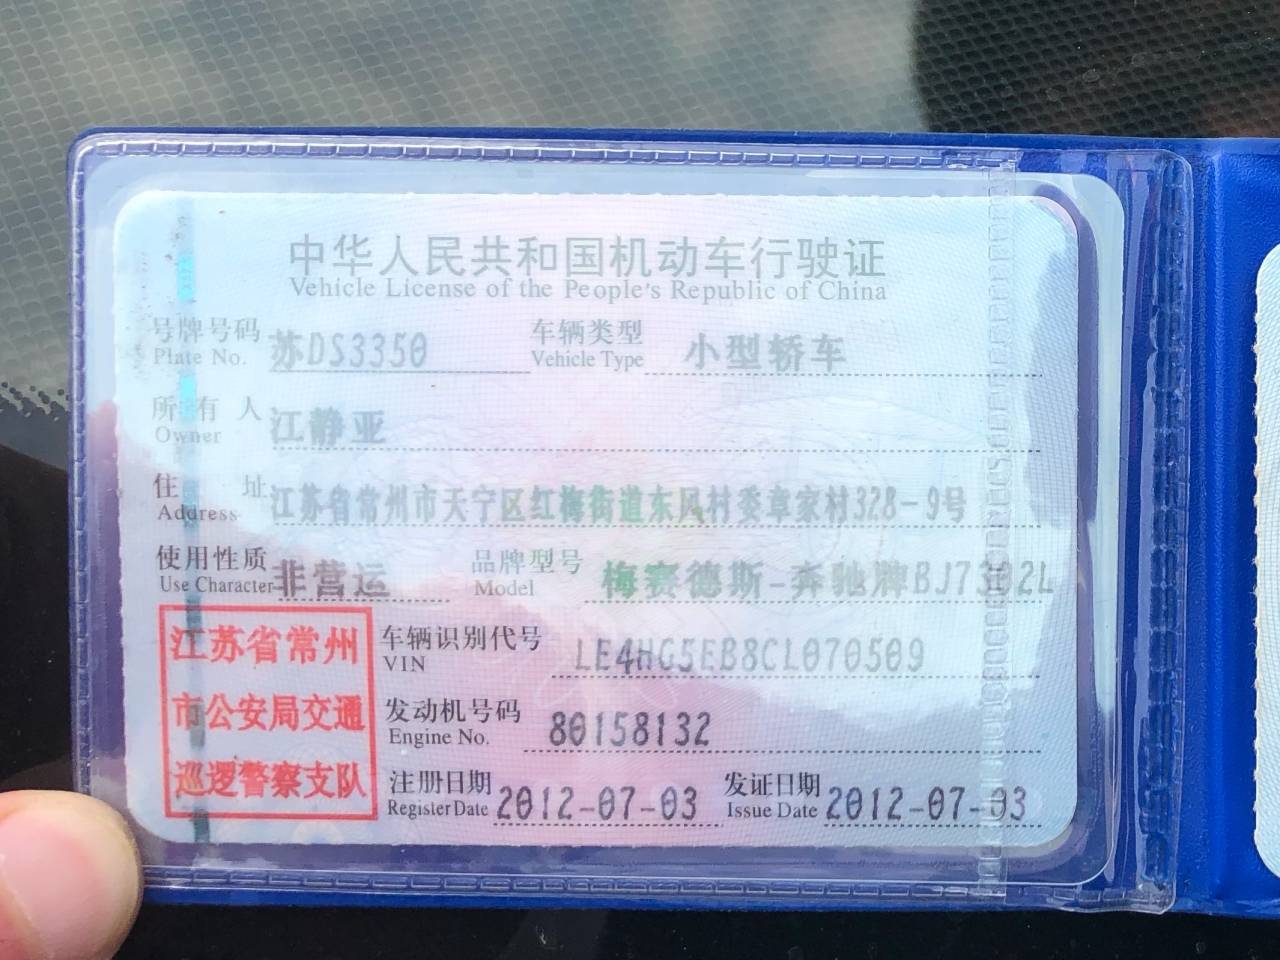 中华人民共和国机动车行驶证
Vehicle License of the People's Republic of China
号牌号码 苏DS3350 车辆类型 小型轿车
Plate No. Vehicle Type
所有人 江静亚
Owner
住址 江苏省常州市天宁区红梅街道东风村委章家村328-9号
Address
使用性质 非营运 品牌型号 梅赛德斯-奔驰牌BJ7302L
Use Character Model
江苏省常州
市公安局交通
巡逻警察支队
车辆识别代号 LE4HG5EB8CL070509
VIN
发动机号码 80158132
Engine No.
注册日期 2012-07-03 发证日期 2012-07-03
Register Date Issue Date